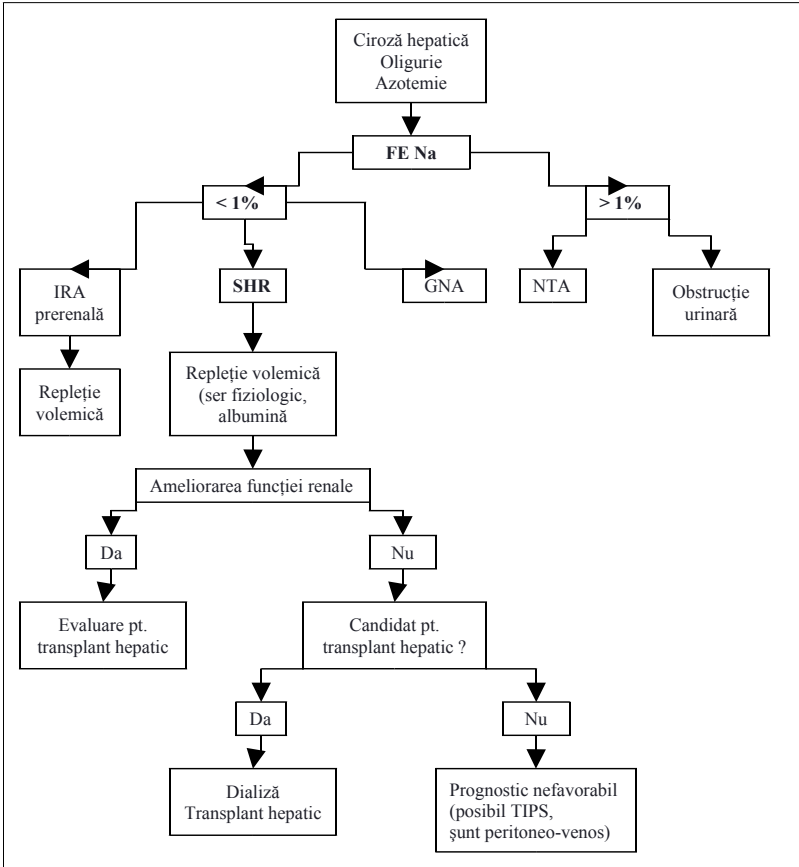 Ciroză hepatică
Oligurie
Azotemie
FE Na
< 1%
> 1%
IRA
prerenală
SHR
GNA
NTA
Obstrucție
urinară
Repleție
volemică
Repleție volemică
(ser fiziologic,
albumină
Ameliorarea funcției renale
Da
Nu
Evaluare pt.
transplant hepatic
Candidat pt.
transplant hepatic ?
Da
Nu
Dializă
Transplant hepatic
Prognostic nefavorabil
(posibil TIPS,
şunt peritoneo-venos)